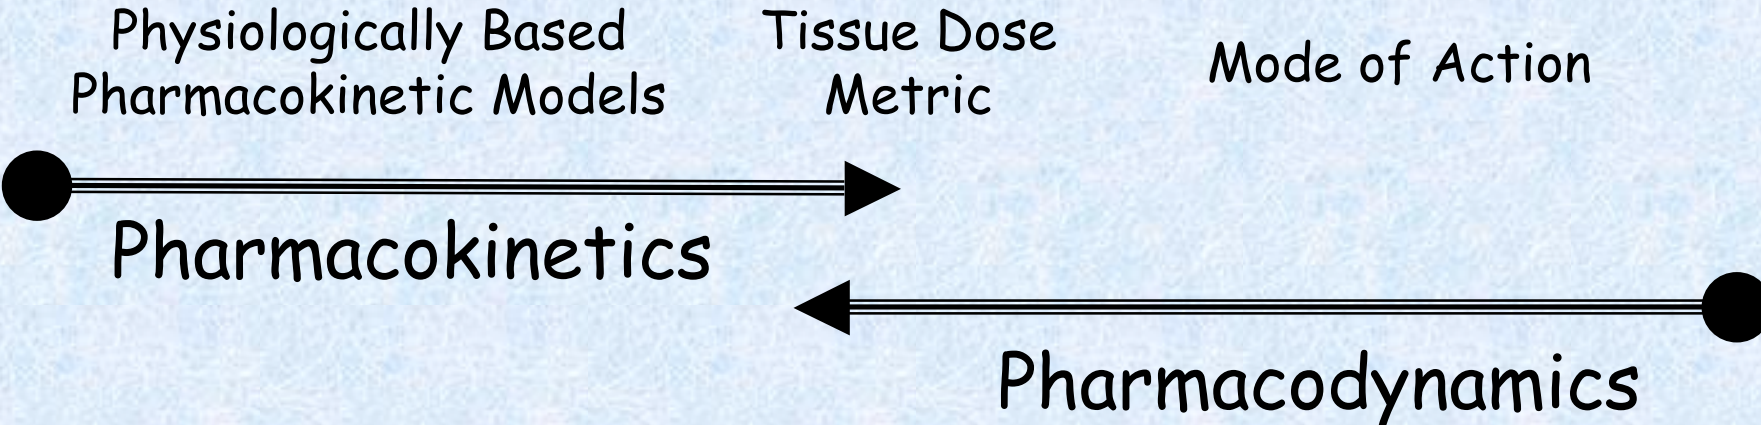 Physiologically Based
Pharmacokinetic Models
Tissue Dose
Metric
Mode of Action
Pharmacokinetics
Pharmacodynamics